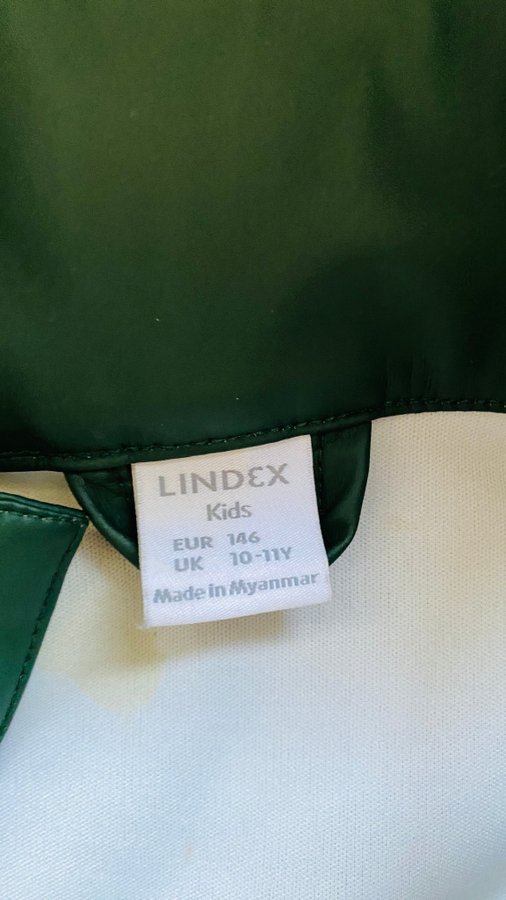 LINDEX
Kids
EUR 146
UK 10-11Y
Made in Myanmar